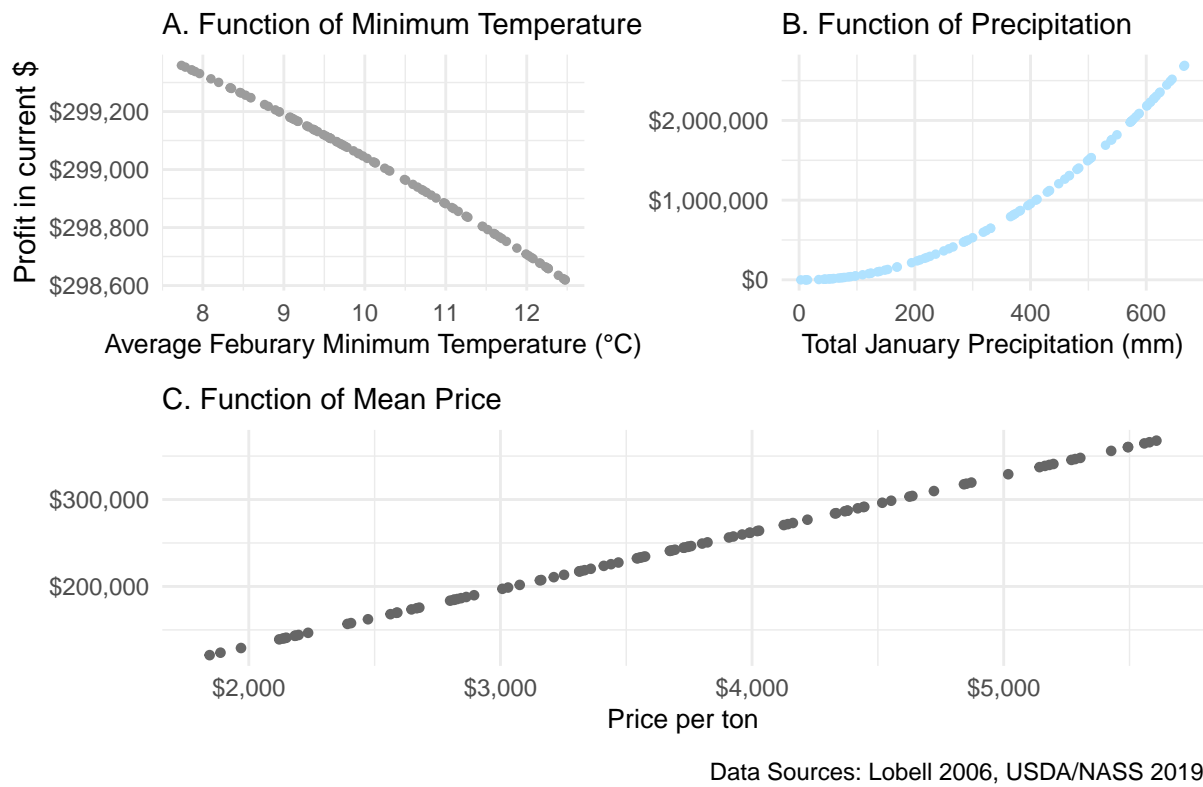 A. Function of Minimum Temperature
Profit in current $
$299,200
$299,000
$298,800
$298,600
8 9 10 11 12
Average Feburary Minimum Temperature (°C)
B. Function of Precipitation
$2,000,000
$1,000,000
$0
0 200 400 600
Total January Precipitation (mm)
C. Function of Mean Price
$300,000
$200,000
$2,000 $3,000 $4,000 $5,000
Price per ton
Data Sources: Lobell 2006, USDA/NASS 2019